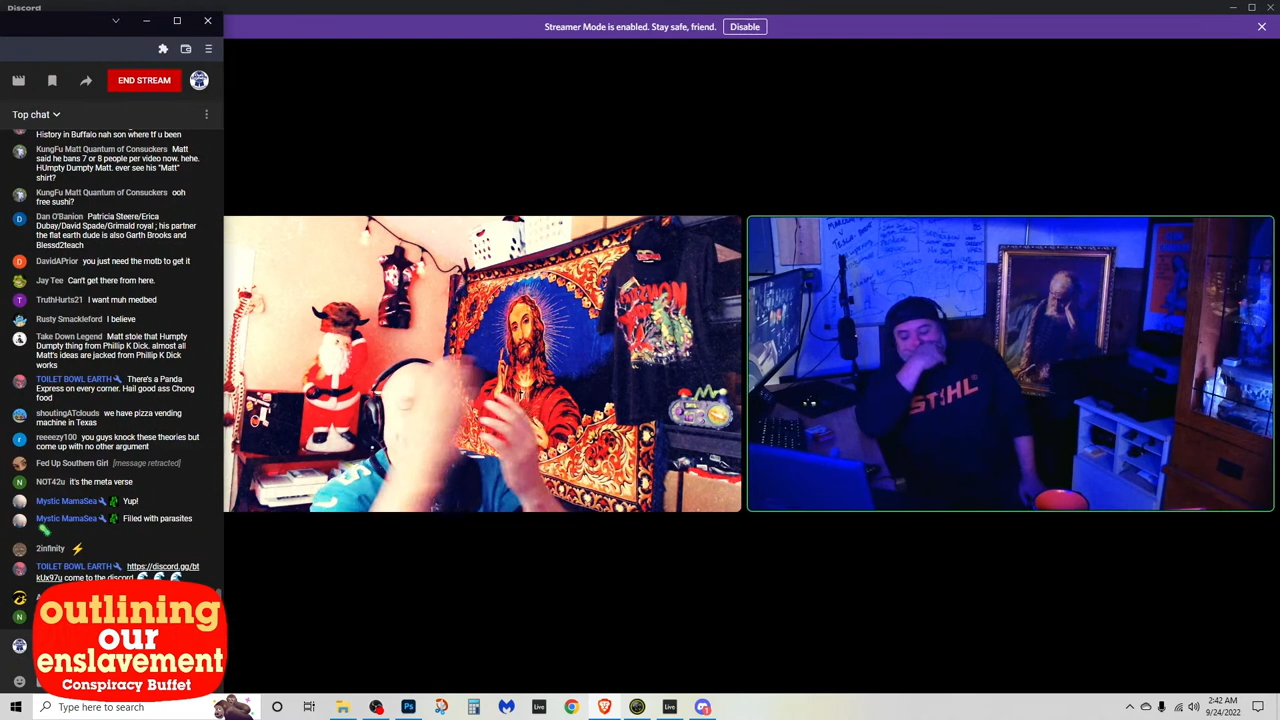 Discord
Streamer Mode is enabled. Stay safe, friend.
Disable
END STREAM
Top chat
History in Buffalo nah son where tf u been
KungFu Matt Quantum of Consuckers Matt
said he bans 7 or 8 people per video now. hehe.
HUmpty Dumpty Matt. ever see his "Matt"
shirt?
KungFu Matt Quantum of Consuckers ooh
free sushi?
D
Dan O'Banion Patricia Steere/Erica
Dubay/David Spade/Grimald royal ; his partner
the flat earth dude is also Garth Brooks and
Blessd2teach
D
DavidAPrior you just need the motto to get it
Jay Tee Can't get there from here.
T
TruthHurts21 I want muh medbed
Rusty Smackleford I believe
Take Down Legend Matt stole that Humpty
Dumpty thing from Phillip K Dick. almost all
Matt's ideas are jacked from Phillip K Dick
works
TOILET BOWL EARTH There's a Panda
Express on every corner. Hail good ass Chong
food
shoutingATclouds we have pizza vending
machine in Texas
r
reeeezy100 you guys knock these theories but
come up with no other argument
Fed Up Southern Girl [message retracted]
N
NOT42u it's the meta verse
Mystic MamaSea Yup!
Mystic MamaSea Filled with parasites
2infinity
TOILET BOWL EARTH https://discord.gg/bt
kUx97u come to the discord
N
outlining
our
enslavement
Conspiracy Buffet
STIHL
Type here to search
Ps
Live
Live
2:42 AM
9/24/2022